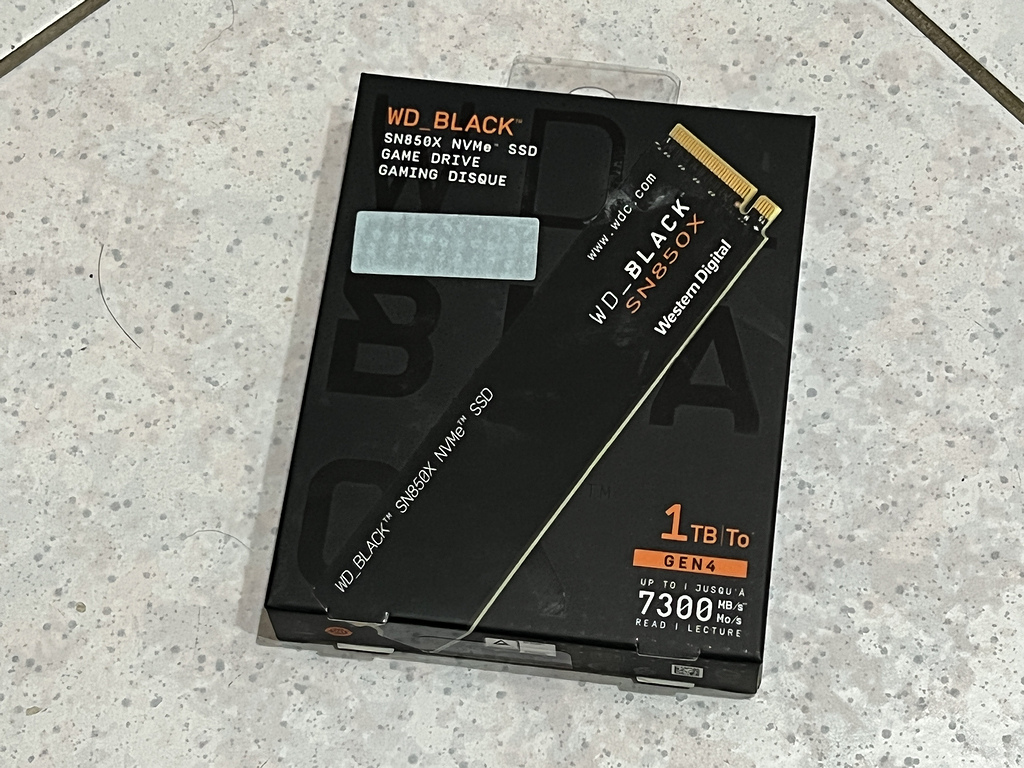 WD_BLACK™
SN850X NVMe™ SSD
GAME DRIVE
GAMING DISQUE
www.wdc.com
WD_BLACK
SN850X
Western Digital
WD_BLACK™ SN850X NVMe™ SSD
1TB|To
GEN4
UP TO | JUSQU'À
7300 MB/s
Mo/s
READ | LECTURE